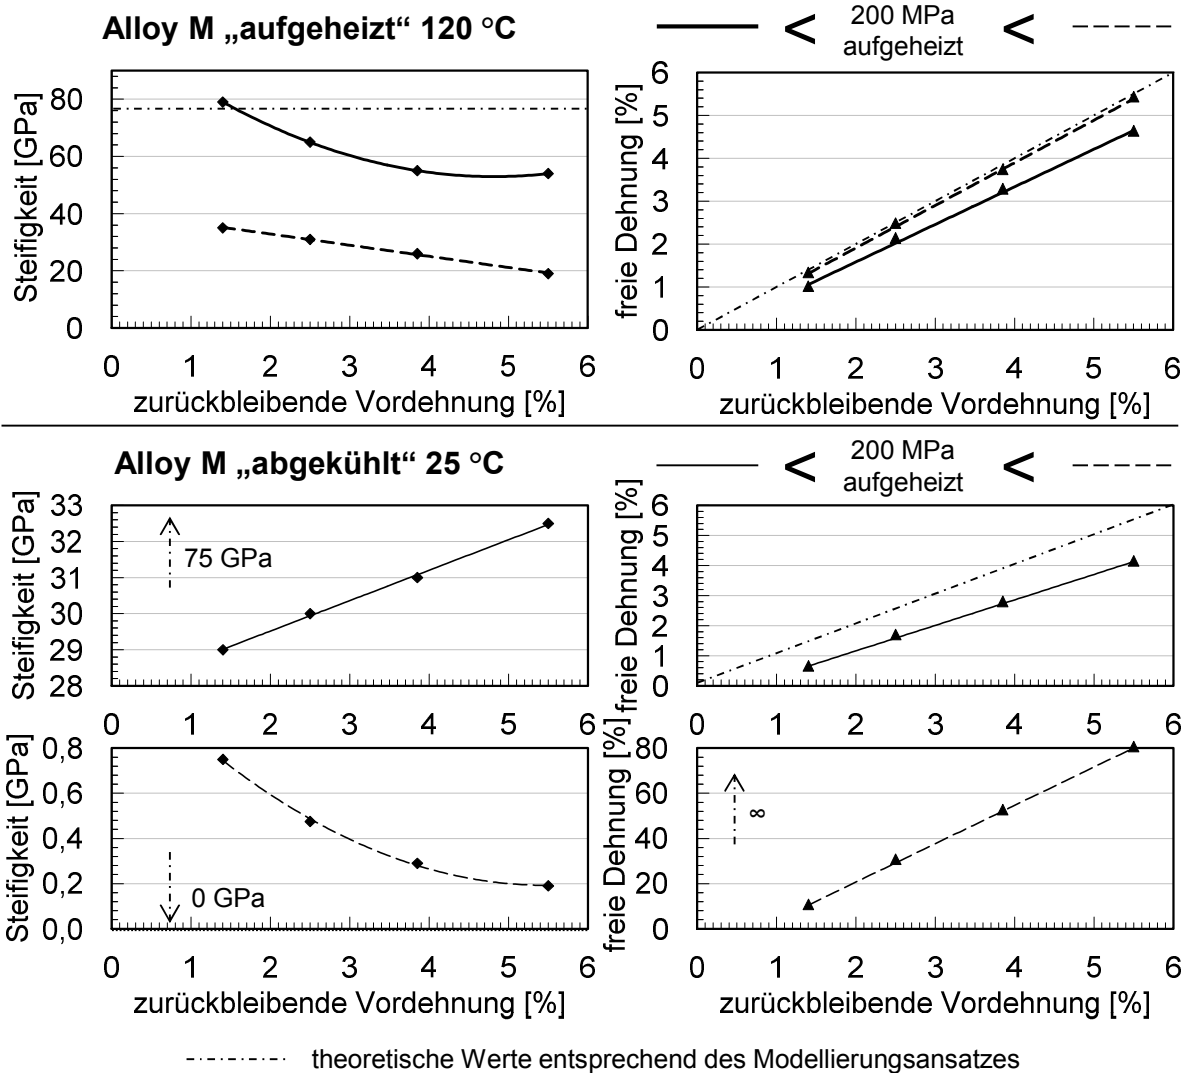 Alloy M „aufgeheizt“ 120 °C
< 200 MPa <
aufgeheizt
Steifigkeit [GPa]
80
60
40
20
0
0 1 2 3 4 5 6
zurückbleibende Vordehnung [%]
freie Dehnung [%]
6
5
4
3
2
1
0
0 1 2 3 4 5 6
zurückbleibende Vordehnung [%]
Alloy M „abgekühlt“ 25 °C
< 200 MPa <
aufgeheizt
Steifigkeit [GPa]
33
32
31
30
29
28
75 GPa
0 1 2 3 4 5 6
freie Dehnung [%]
6
5
4
3
2
1
0
0 1 2 3 4 5 6
Steifigkeit [GPa]
0,8
0,6
0,4
0,2
0,0
0 GPa
0 1 2 3 4 5 6
zurückbleibende Vordehnung [%]
freie Dehnung [%]
80
60
40
20
0
∞
0 1 2 3 4 5 6
zurückbleibende Vordehnung [%]
theoretische Werte entsprechend des Modellierungsansatzes